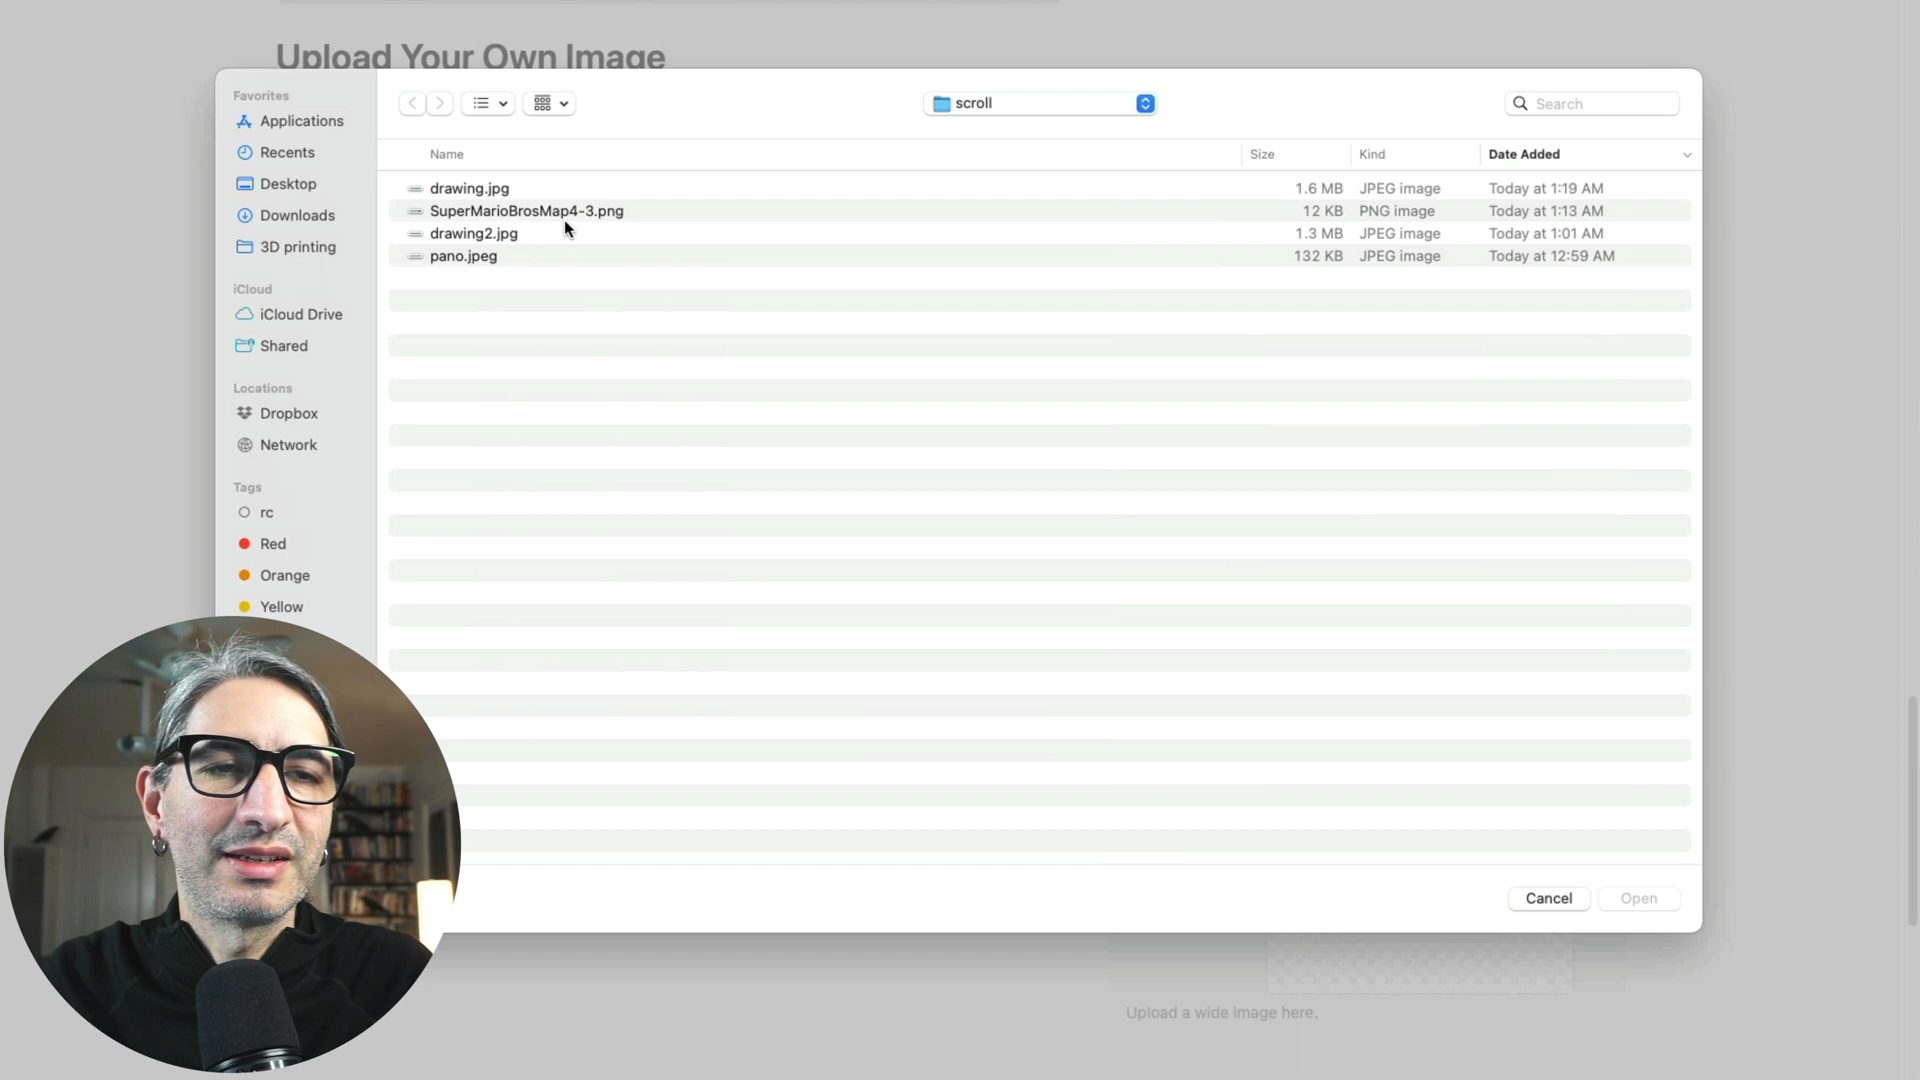 Upload Your Own Image
Favorites
Applications
Recents
Desktop
Downloads
3D printing
iCloud
iCloud Drive
Shared
Locations
Dropbox
Network
Tags
rc
Red
Orange
Yellow
scroll
Search
Name Size Kind Date Added
drawing.jpg 1.6 MB JPEG image Today at 1:19 AM
SuperMarioBrosMap4-3.png 12 KB PNG image Today at 1:13 AM
drawing2.jpg 1.3 MB JPEG image Today at 1:01 AM
pano.jpeg 132 KB JPEG image Today at 12:59 AM
Cancel Open
Upload a wide image here.